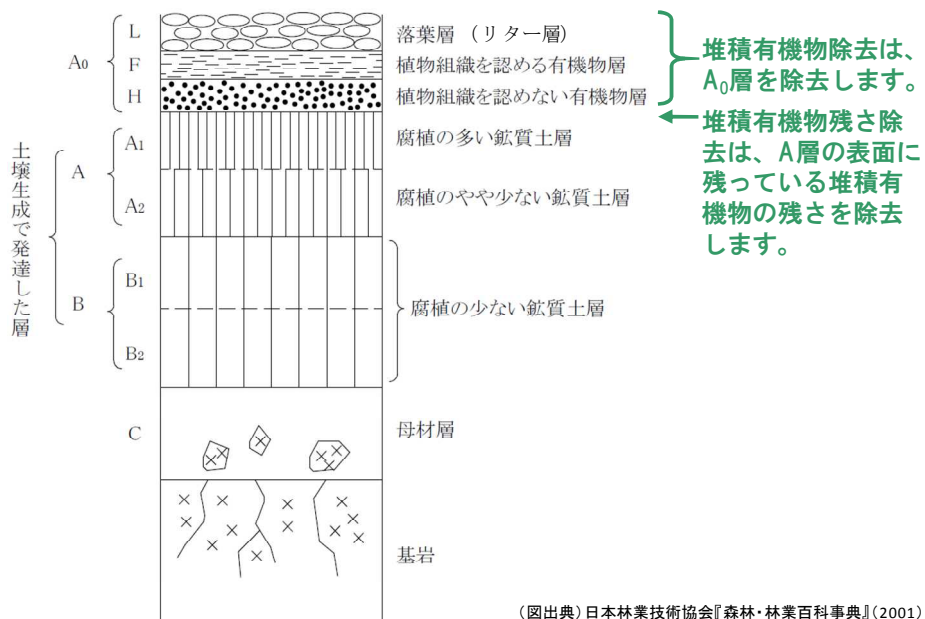 A0
L
落葉層 (リター層)
F
植物組織を認める有機物層
H
植物組織を認めない有機物層
堆積有機物除去は、
A0層を除去します。
堆積有機物残さ除
去は、A層の表面に
残っている堆積有
機物の残さを除去
します。
土壌生成で発達した層
A
A1
腐植の多い鉱質土層
A2
腐植のやや少ない鉱質土層
B
B1
B2
腐植の少ない鉱質土層
C
母材層
基岩
(図出典)日本林業技術協会『森林・林業百科事典』(2001)